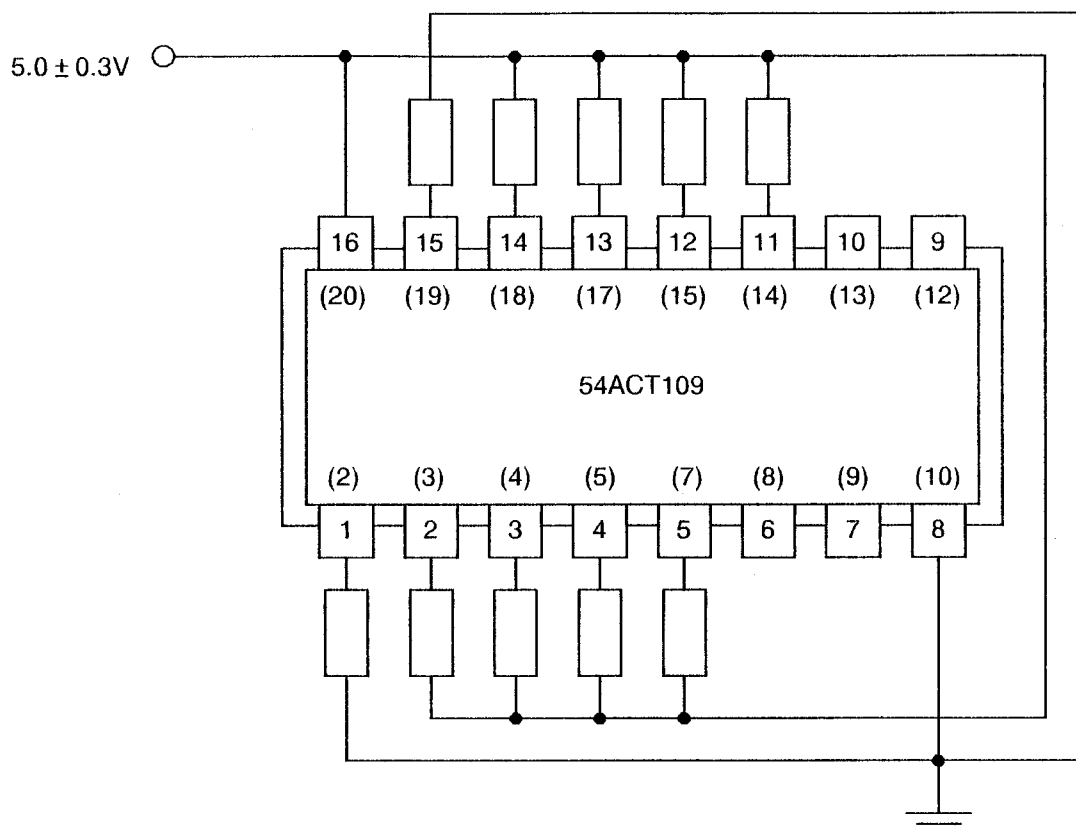 5.0 ± 0.3V
16 15 14 13 12 11 10 9
(20) (19) (18) (17) (15) (14) (13) (12)
54ACT109
(2) (3) (4) (5) (7) (8) (9) (10)
1 2 3 4 5 6 7 8